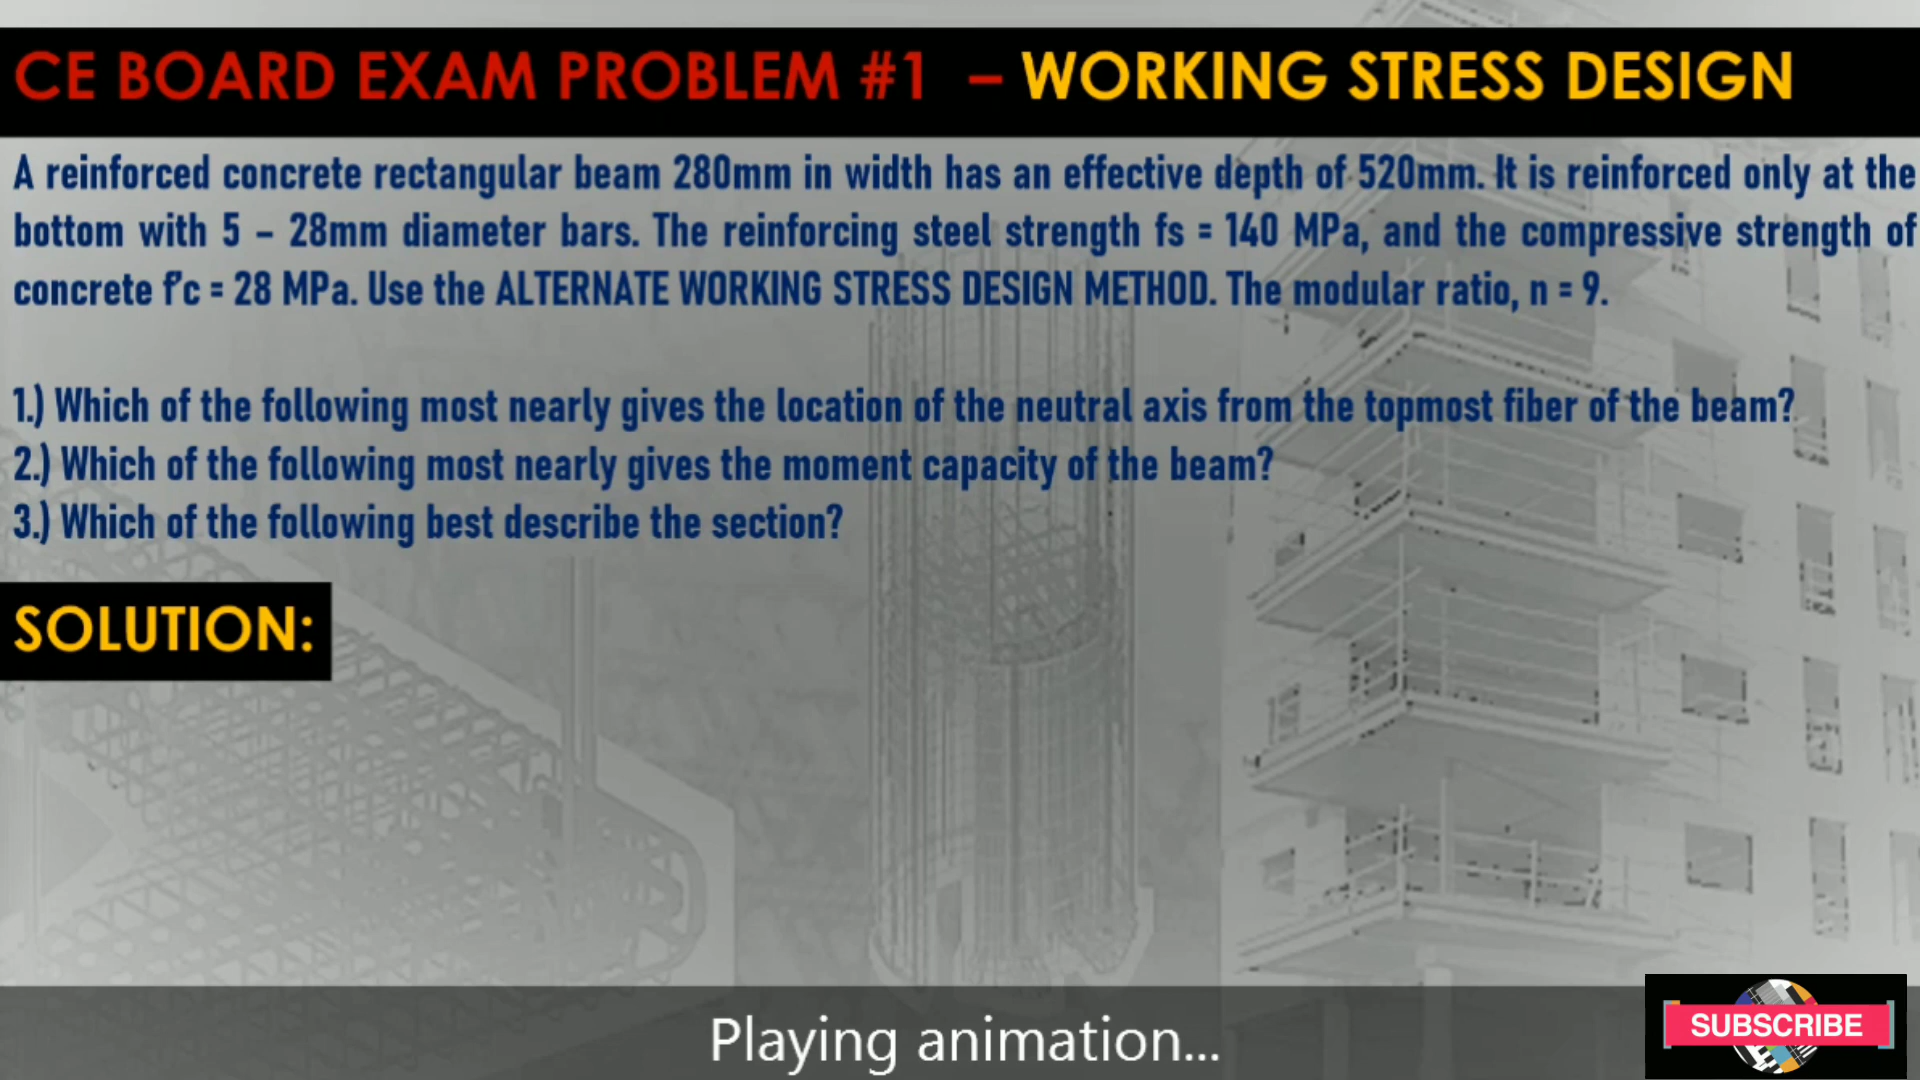 CE BOARD EXAM PROBLEM #1 – WORKING STRESS DESIGN
A reinforced concrete rectangular beam 280mm in width has an effective depth of 520mm. It is reinforced only at the
bottom with 5 – 28mm diameter bars. The reinforcing steel strength fs = 140 MPa, and the compressive strength of
concrete f'c = 28 MPa. Use the ALTERNATE WORKING STRESS DESIGN METHOD. The modular ratio, n = 9.
1.) Which of the following most nearly gives the location of the neutral axis from the topmost fiber of the beam?
2.) Which of the following most nearly gives the moment capacity of the beam?
3.) Which of the following best describe the section?
SOLUTION:
Playing animation...
SUBSCRIBE